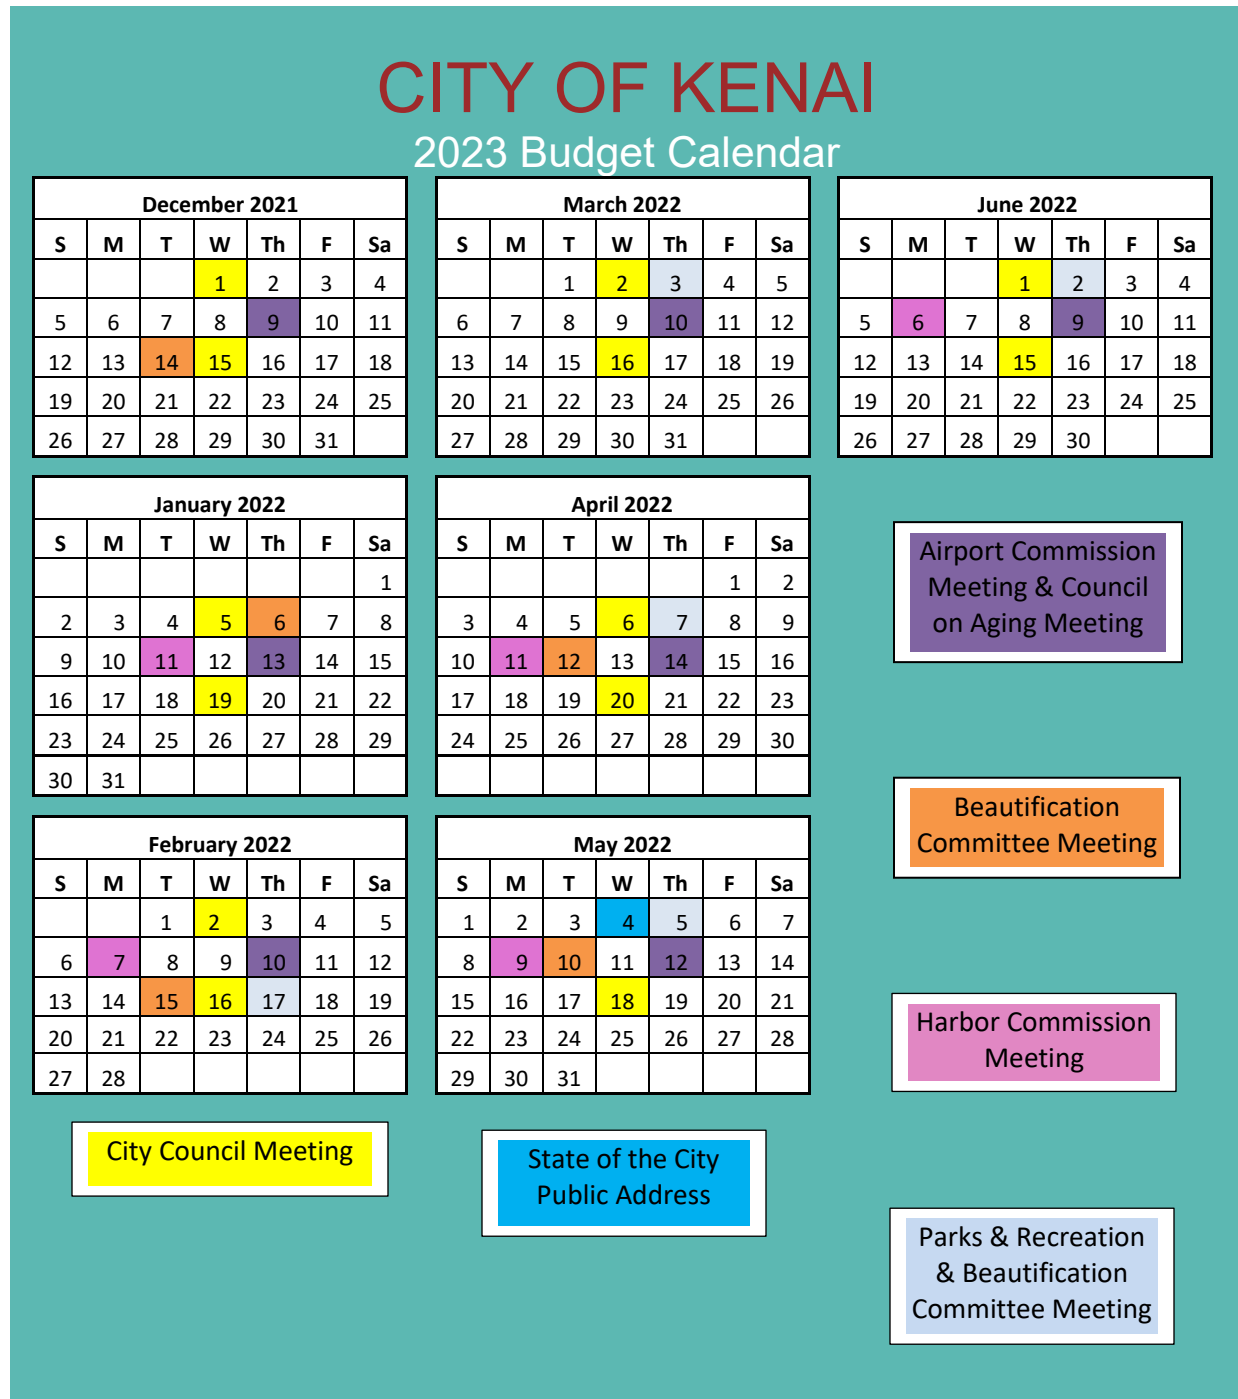 CITY OF KENAI
2023 Budget Calendar
December 2021
S M T W Th F Sa
1 2 3 4
5 6 7 8 9 10 11
12 13 14 15 16 17 18
19 20 21 22 23 24 25
26 27 28 29 30 31
March 2022
S M T W Th F Sa
1 2 3 4 5
6 7 8 9 10 11 12
13 14 15 16 17 18 19
20 21 22 23 24 25 26
27 28 29 30 31
June 2022
S M T W Th F Sa
1 2 3 4
5 6 7 8 9 10 11
12 13 14 15 16 17 18
19 20 21 22 23 24 25
26 27 28 29 30
January 2022
S M T W Th F Sa
1
2 3 4 5 6 7 8
9 10 11 12 13 14 15
16 17 18 19 20 21 22
23 24 25 26 27 28 29
30 31
April 2022
S M T W Th F Sa
1 2
3 4 5 6 7 8 9
10 11 12 13 14 15 16
17 18 19 20 21 22 23
24 25 26 27 28 29 30
Airport Commission
Meeting & Council
on Aging Meeting
Beautification
Committee Meeting
February 2022
S M T W Th F Sa
1 2 3 4 5
6 7 8 9 10 11 12
13 14 15 16 17 18 19
20 21 22 23 24 25 26
27 28
May 2022
S M T W Th F Sa
1 2 3 4 5 6 7
8 9 10 11 12 13 14
15 16 17 18 19 20 21
22 23 24 25 26 27 28
29 30 31
Harbor Commission
Meeting
City Council Meeting
State of the City
Public Address
Parks & Recreation
& Beautification
Committee Meeting